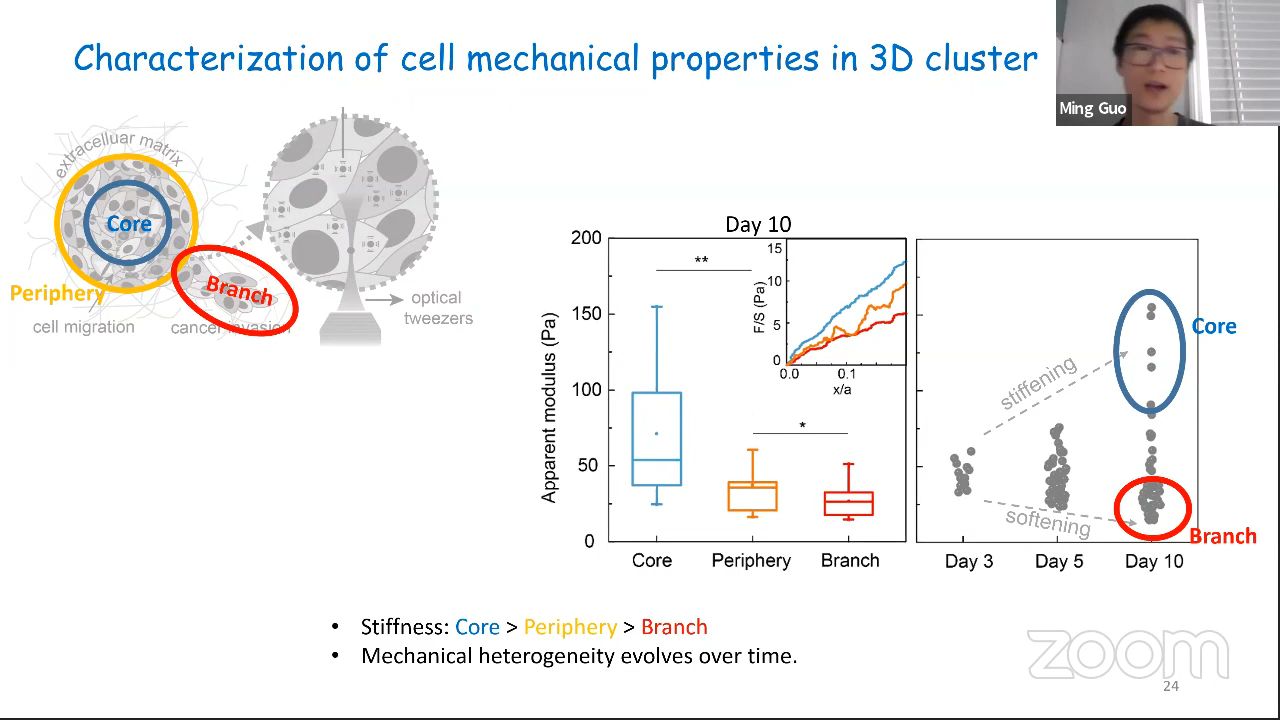 Characterization of cell mechanical properties in 3D cluster
Ming Guo
extracelluar matrix
Core
Periphery
Branch
cell migration
cancer invasion
optical
tweezers
Day 10
Apparent modulus (Pa)
200
150
100
50
0
**
*
F/S (Pa)
15
10
5
0
0.0
0.1
x/a
Core
Periphery
Branch
stiffening
softening
Core
Branch
Day 3
Day 5
Day 10
• Stiffness: Core > Periphery > Branch
• Mechanical heterogeneity evolves over time.
zoom
24